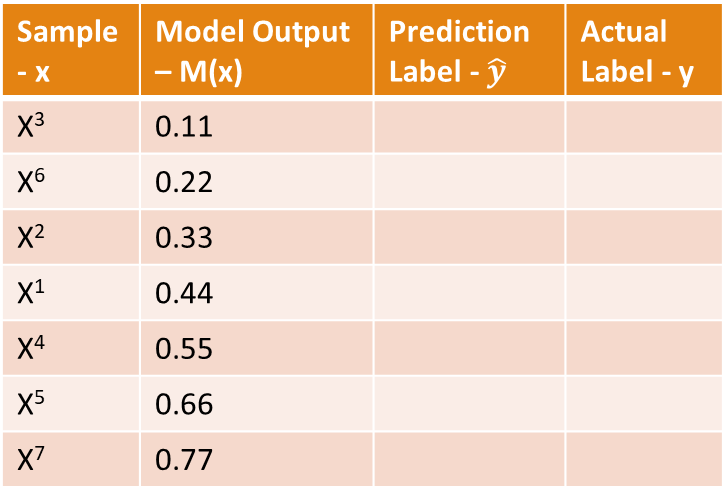 Sample - x | Model Output – M(x) | Prediction Label - ŷ | Actual Label - y
X³ | 0.11
X⁶ | 0.22
X² | 0.33
X¹ | 0.44
X⁴ | 0.55
X⁵ | 0.66
X⁷ | 0.77